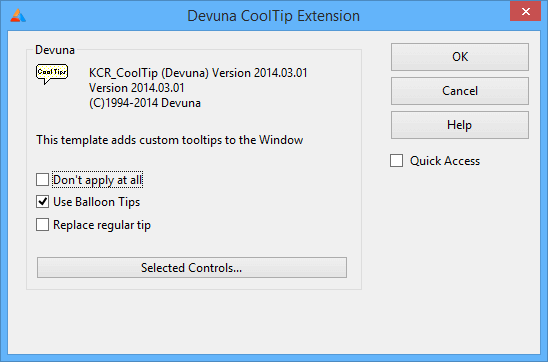 Devuna CoolTip Extension
Devuna
Cool Tips
KCR_CoolTip (Devuna) Version 2014.03.01
Version 2014.03.01
(C)1994-2014 Devuna
This template adds custom tooltips to the Window
Don't apply at all
Use Balloon Tips
Replace regular tip
Selected Controls...
OK
Cancel
Help
Quick Access